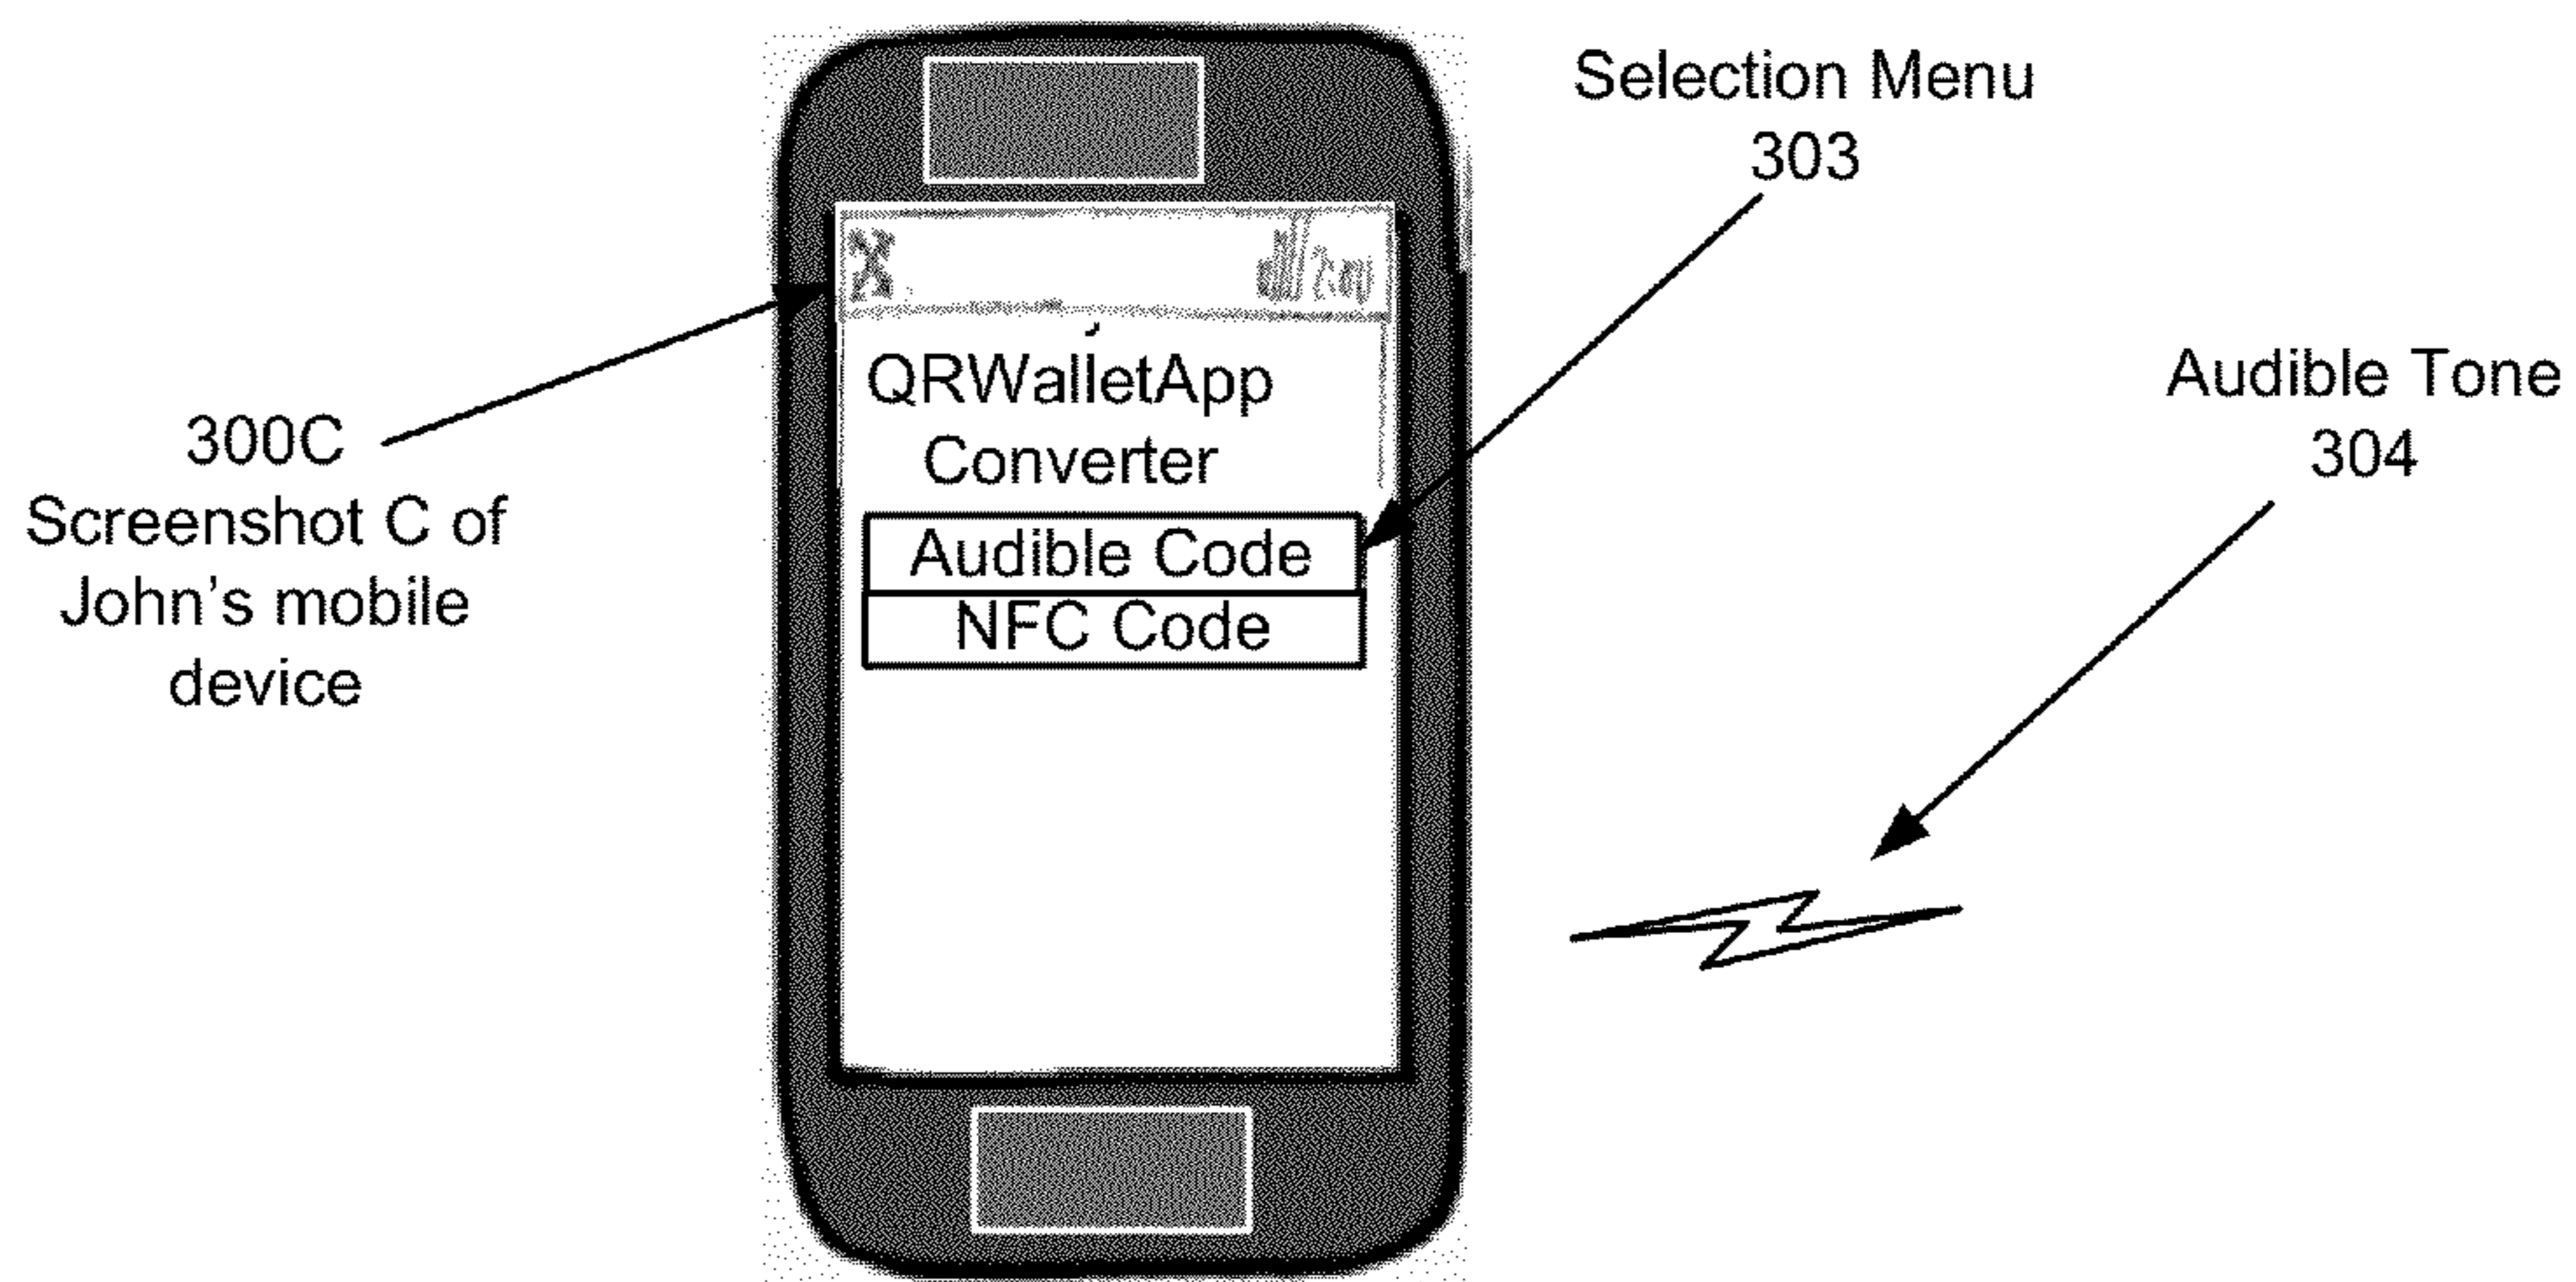 Selection Menu
303
QRWalletApp
Converter
Audible Code
NFC Code
300C
Screenshot C of
John's mobile
device
Audible Tone
304